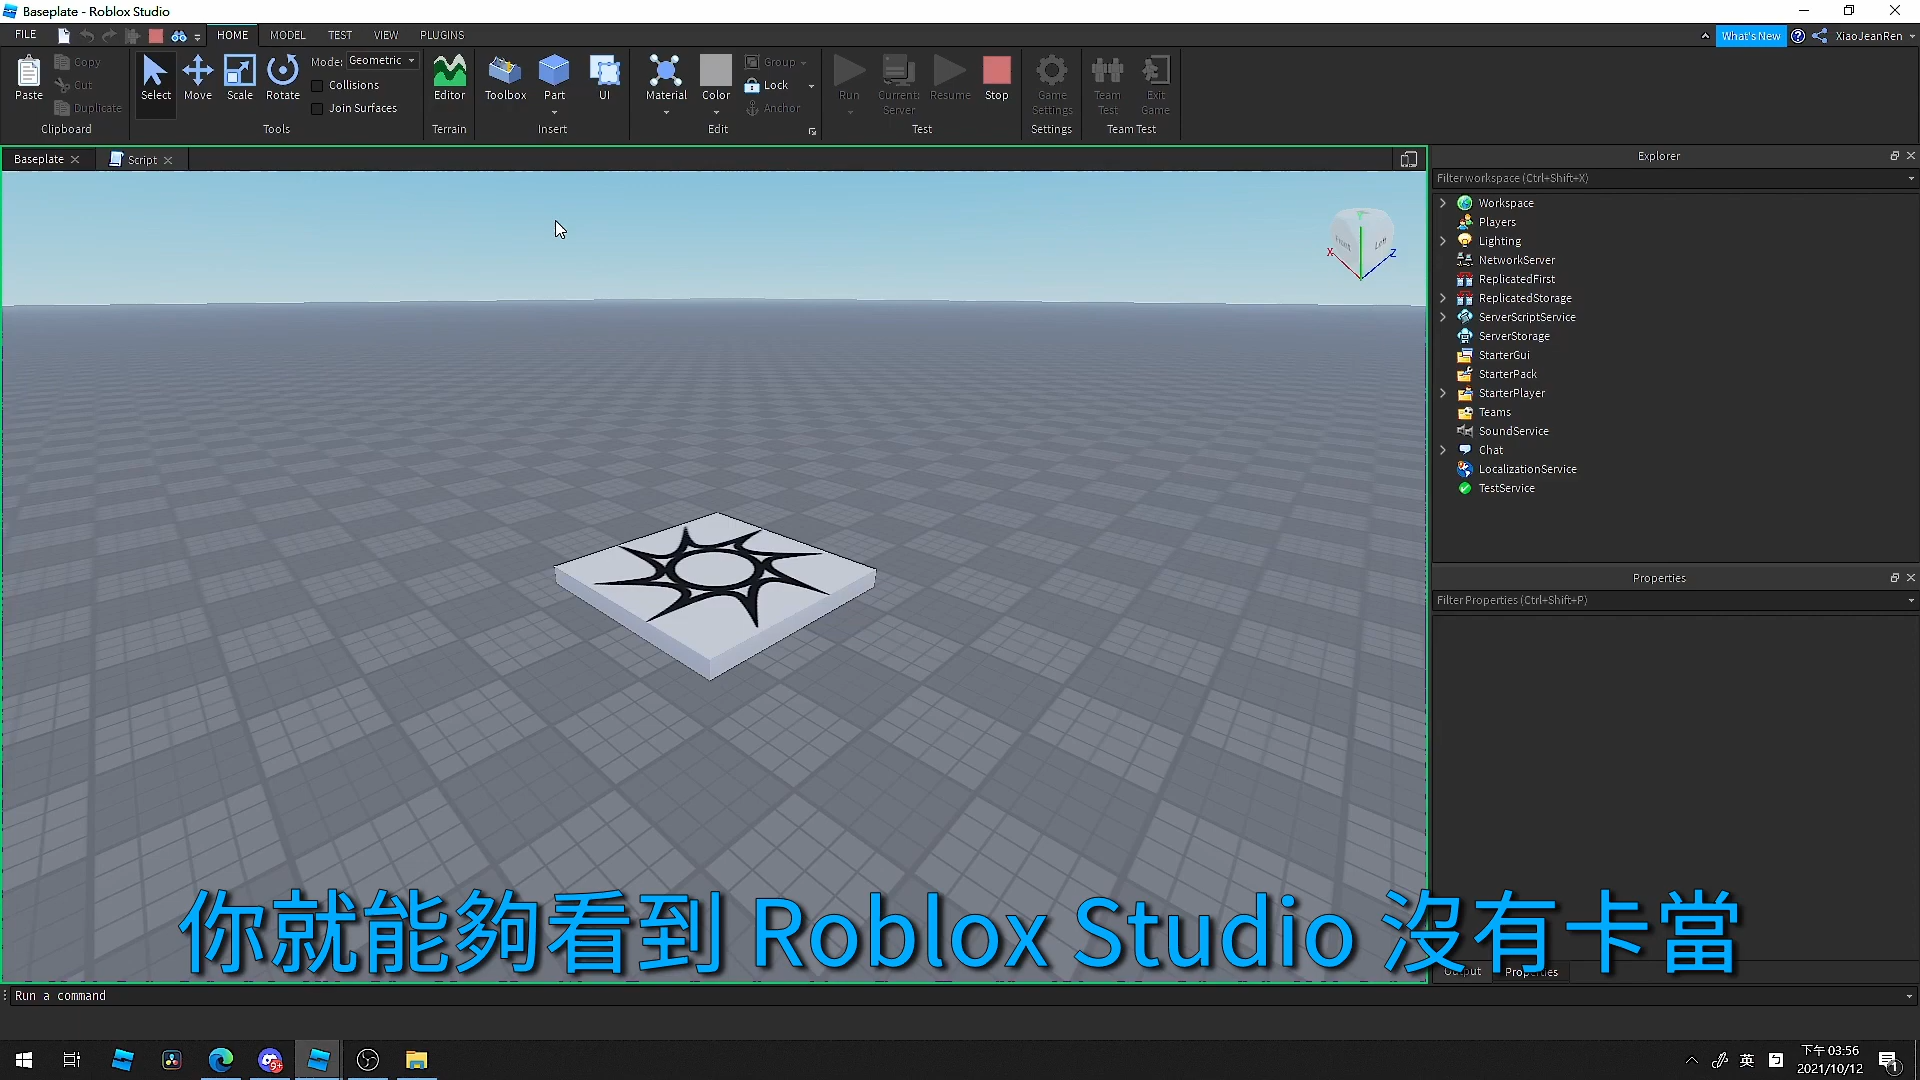 Baseplate - Roblox Studio
FILE HOME MODEL TEST VIEW PLUGINS What's New XiaoJeanRen
Paste Copy Cut Duplicate Clipboard
Select Move Scale Rotate Mode: Geometric Collisions Join Surfaces Tools
Editor Terrain
Toolbox Part UI Insert
Material Color Group Lock Anchor Edit
Run Current: Server Resume Stop Test
Game Settings Settings
Team Test Exit Game Team Test
Baseplate Script
Explorer
Filter workspace (Ctrl+Shift+X)
Workspace
Players
Lighting
NetworkServer
ReplicatedFirst
ReplicatedStorage
ServerScriptService
ServerStorage
StarterGui
StarterPack
StarterPlayer
Teams
SoundService
Chat
LocalizationService
TestService
X Z
Properties
Filter Properties (Ctrl+Shift+P)
你就能夠看到 Roblox Studio 沒有卡當
Output Properties
Run a command
9+
英
下午 03:56
2021/10/12
1